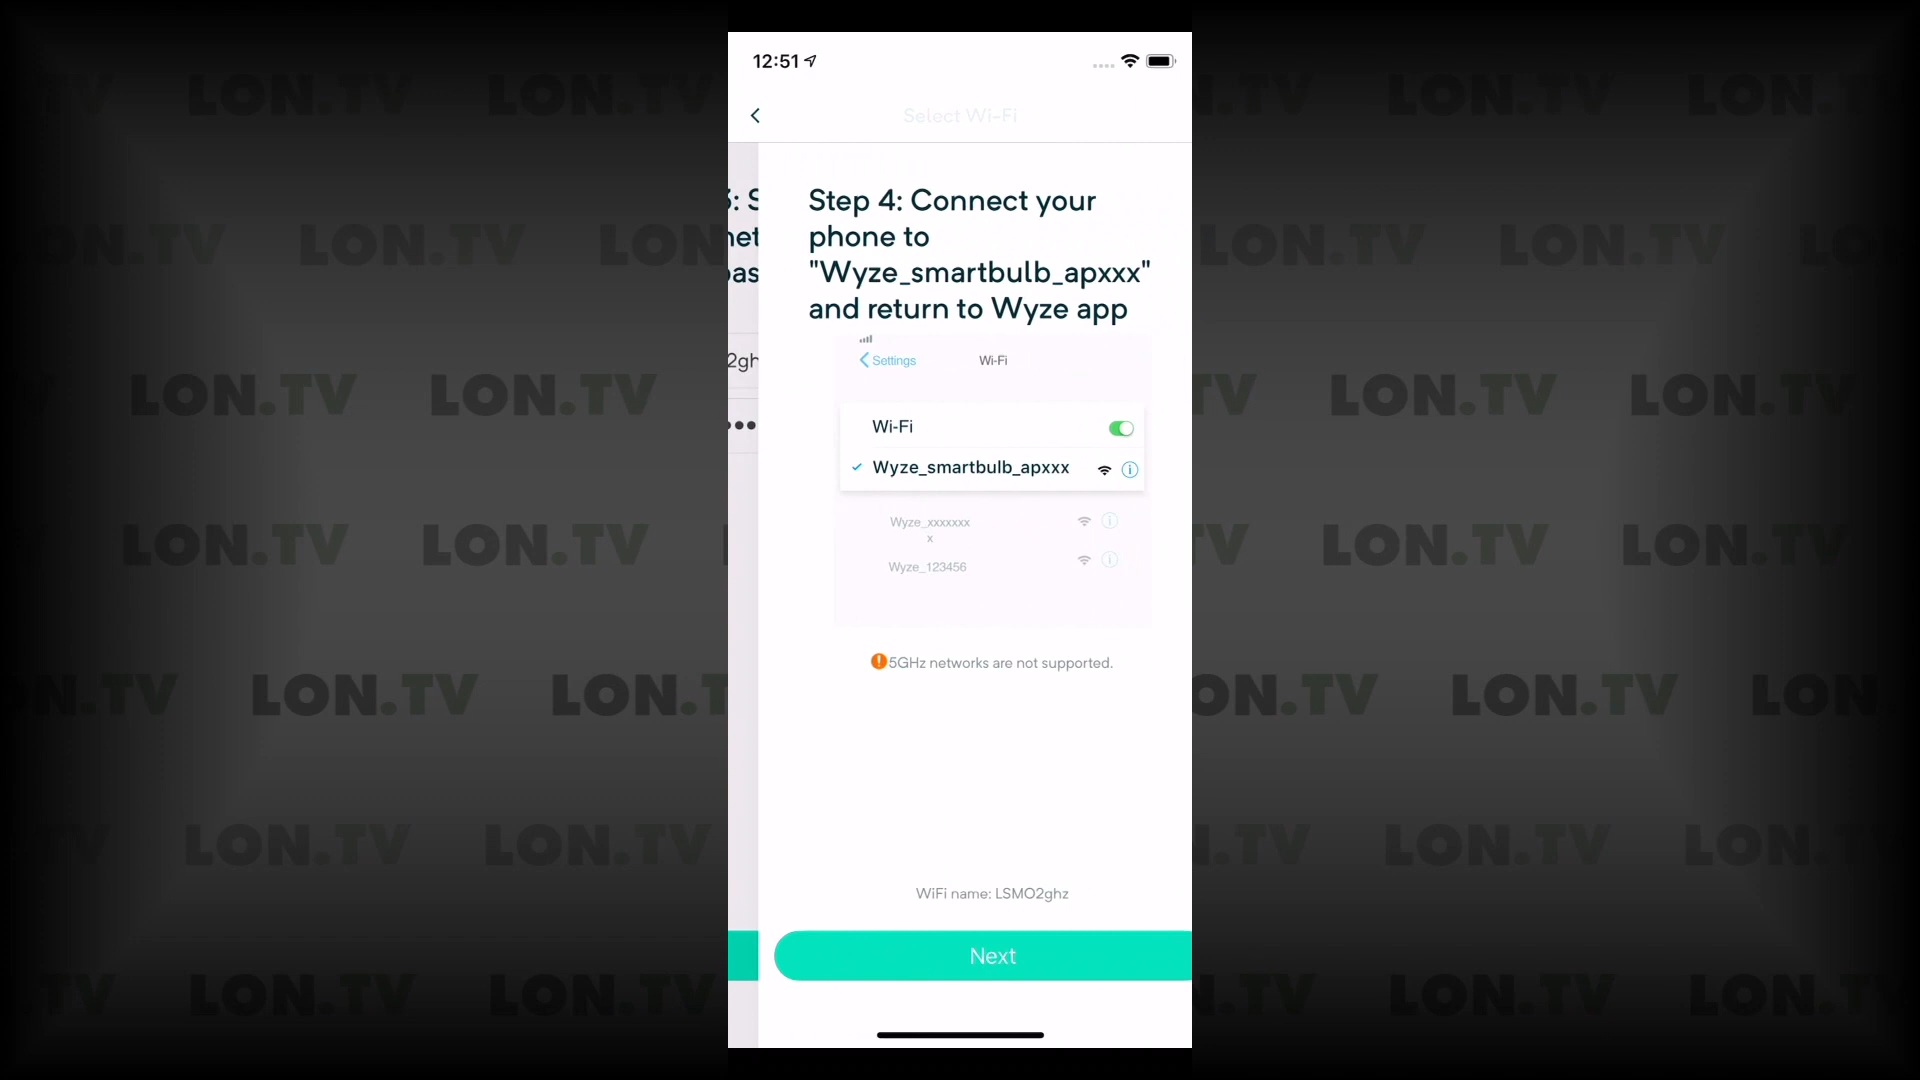 12:51
Select Wi-Fi
Step 4: Connect your
phone to
"Wyze_smartbulb_apxxx"
and return to Wyze app
Settings
Wi-Fi
Wi-Fi
Wyze_smartbulb_apxxx
Wyze_xxxxxxx
x
Wyze_123456
5GHz networks are not supported.
WiFi name: LSMO2ghz
Next
LON.TV